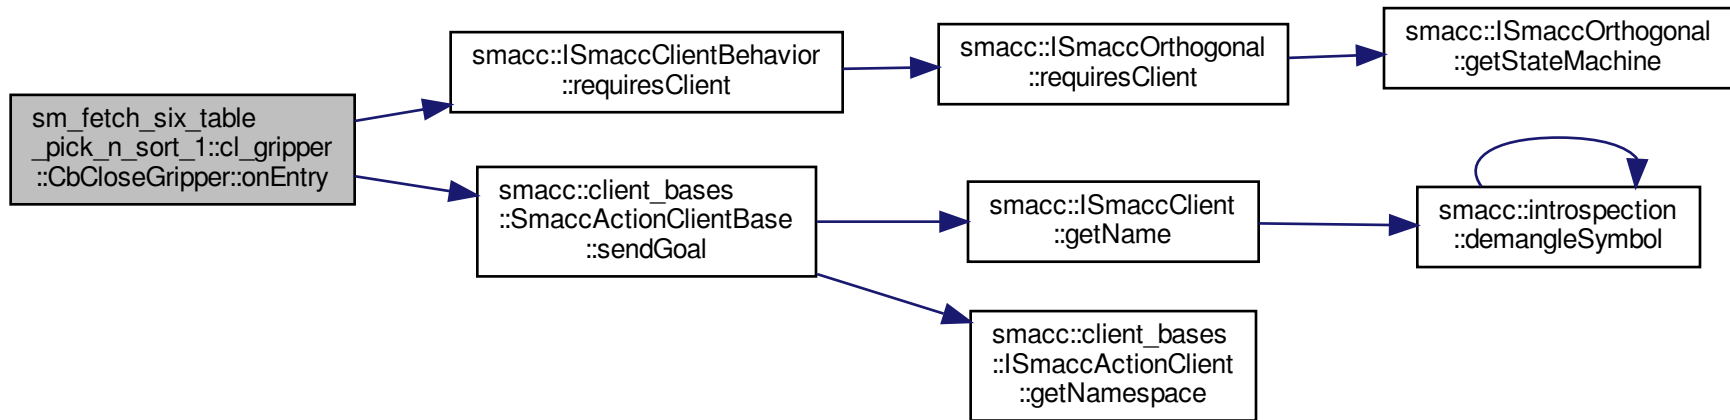 sm_fetch_six_table
_pick_n_sort_1::cl_gripper
::CbCloseGripper::onEntry
smacc::ISmaccClientBehavior
::requiresClient
smacc::ISmaccOrthogonal
::requiresClient
smacc::ISmaccOrthogonal
::getStateMachine
smacc::client_bases
::SmaccActionClientBase
::sendGoal
smacc::ISmaccClient
::getName
smacc::introspection
::demangleSymbol
smacc::client_bases
::ISmaccActionClient
::getNamespace